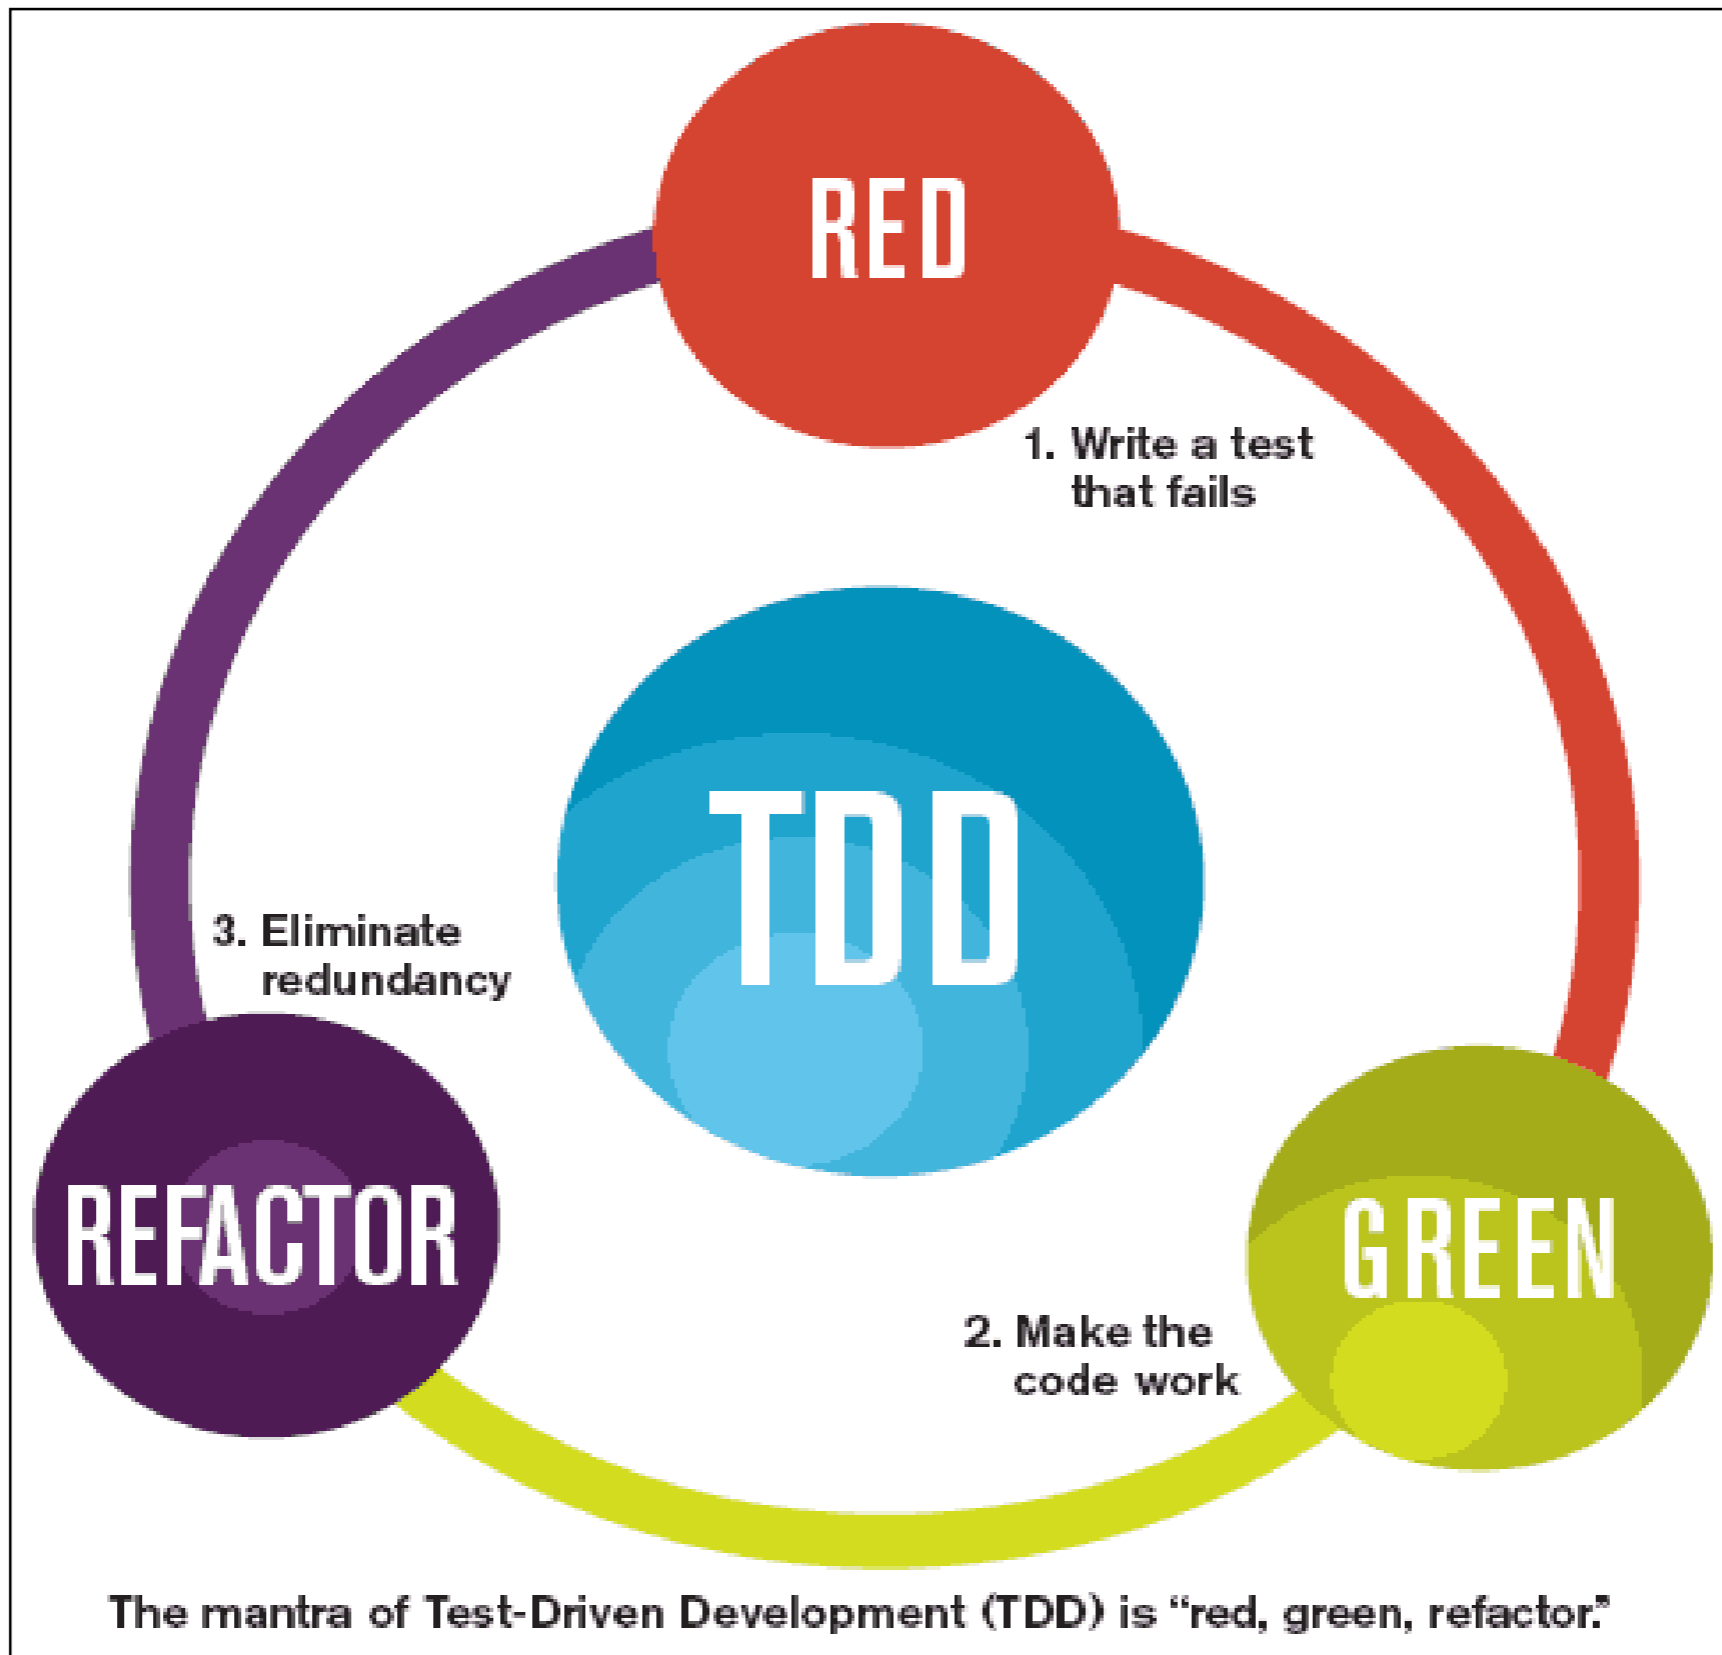 RED
1. Write a test
that fails
TDD
3. Eliminate
redundancy
REFACTOR
GREEN
2. Make the
code work
The mantra of Test-Driven Development (TDD) is “red, green, refactor.”